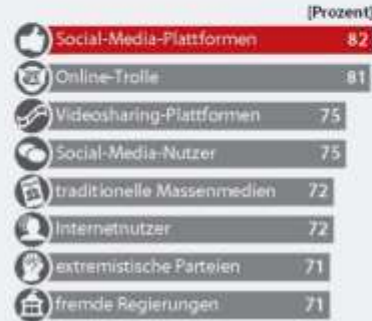 [Prozent]
Social-Media-Plattformen 82
Online-Trolle 81
Videosharing-Plattformen 75
Social-Media-Nutzer 75
traditionelle Massenmedien 72
Internetnutzer 72
extremistische Parteien 71
fremde Regierungen 71